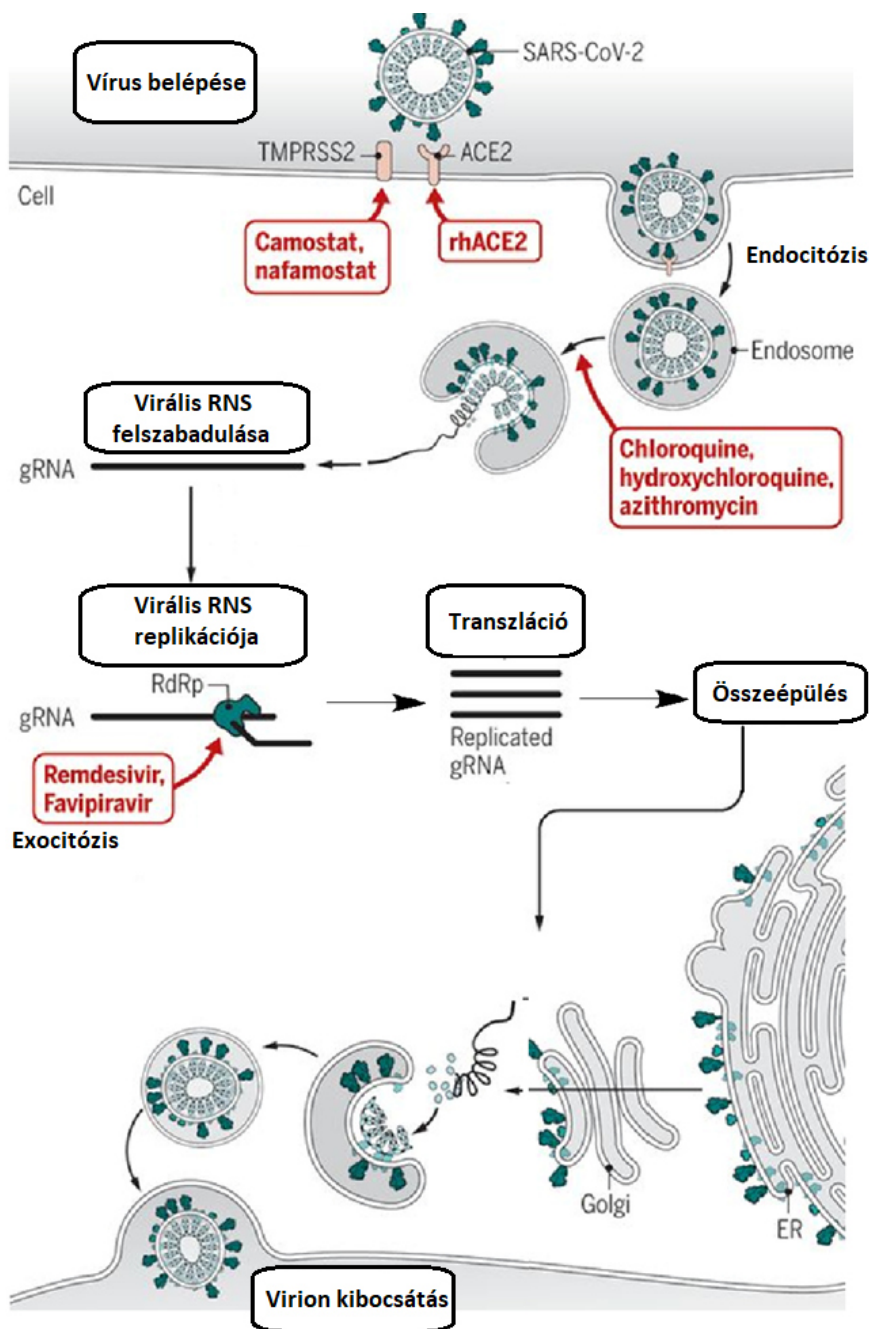 SARS-CoV-2
Vírus belépése
TMPRSS2
ACE2
Cell
Camostat,
nafamostat
rhACE2
Endocitózis
Endosome
Virális RNS
felszabadulása
gRNA
Chloroquine,
hydroxychloroquine,
azithromycin
Virális RNS
replikációja
Transzláció
RdRp
gRNA
Összeépülés
Replicated
gRNA
Remdesivir,
Favipiravir
Exocitózis
Golgi
ER
Virion kibocsátás